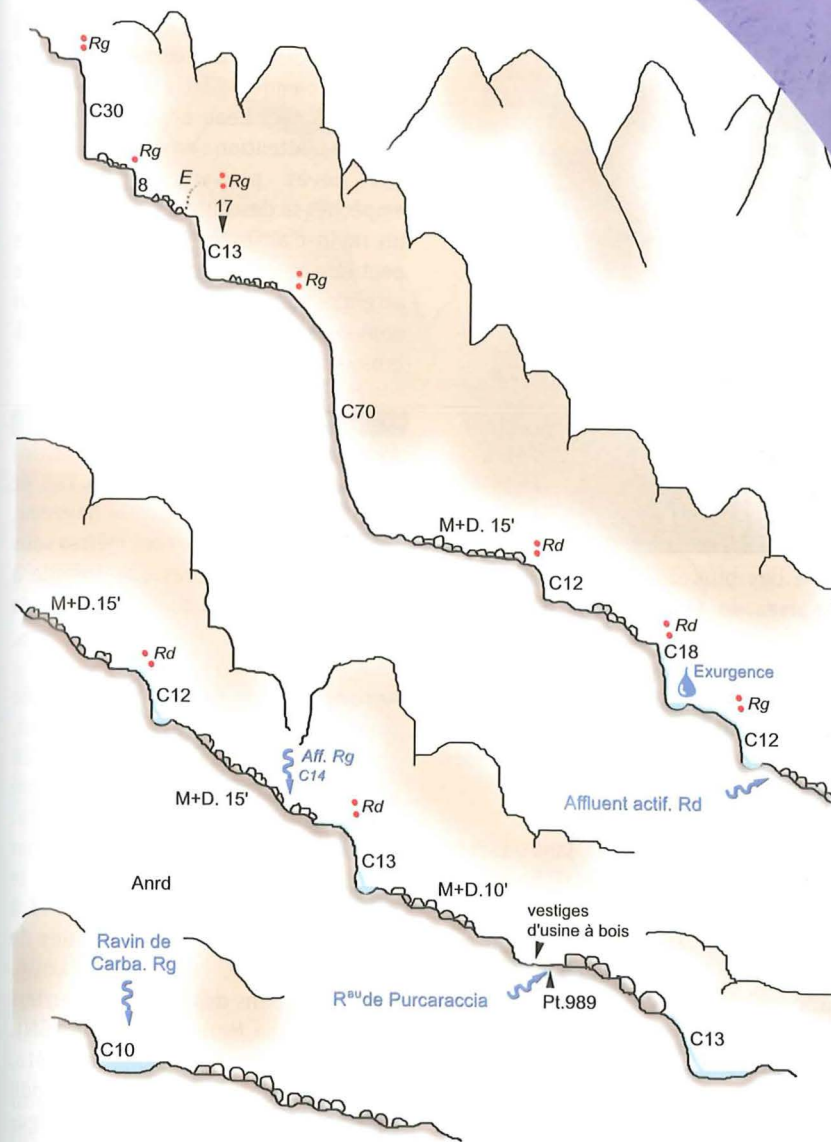 Rg
C30
Rg
8
E
Rg
17
C13
Rg
C70
M+D. 15'
Rd
C12
Rd
C18
Exurgence
Rg
C12
Affluent actif. Rd
M+D.15'
Rd
C12
M+D. 15'
Aff. Rg
C14
Rd
C13
M+D.10'
vestiges
d'usine à bois
Rau de Purcaraccia
Pt.989
C13
Anrd
Ravin de
Carba. Rg
C10